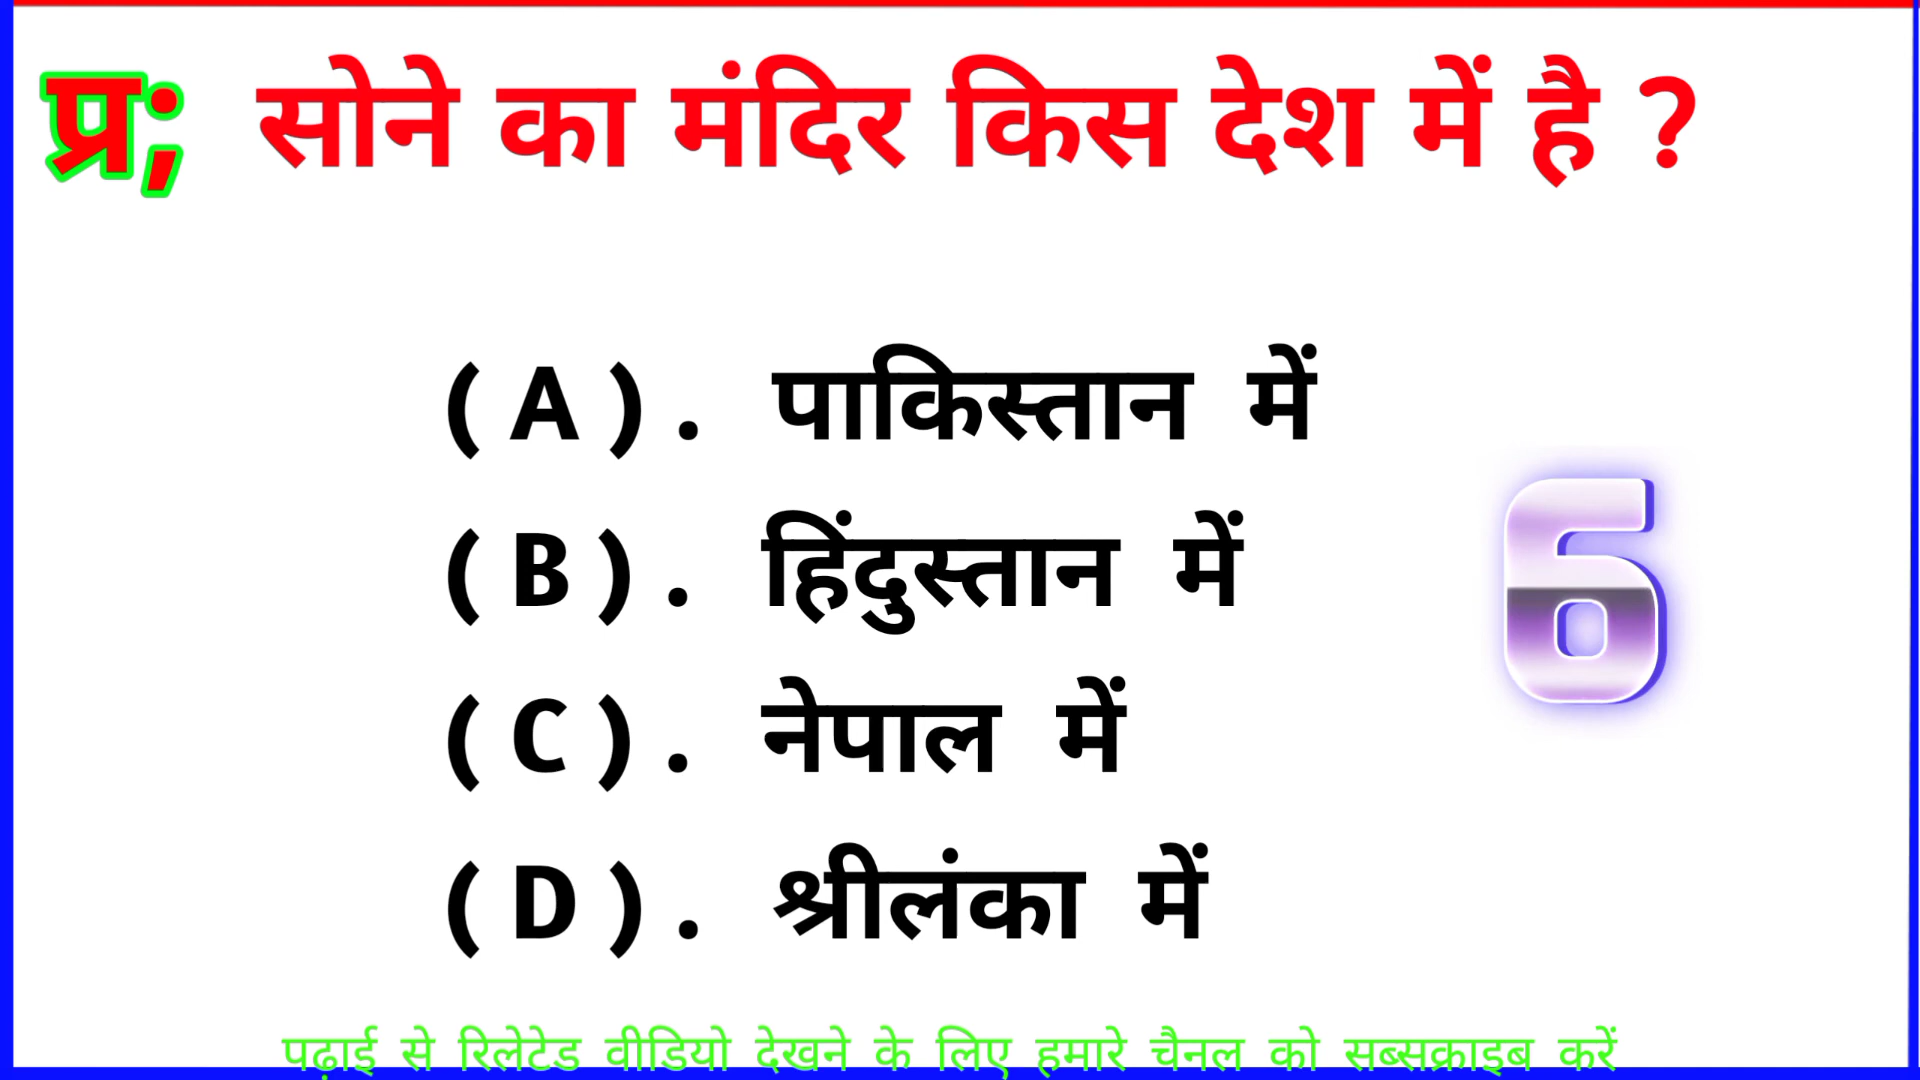 प्र; सोने का मंदिर किस देश में है ?
( A ) . पाकिस्तान में
( B ) . हिंदुस्तान में
6
( C ) . नेपाल में
( D ) . श्रीलंका में
पढ़ाई से रिलेटेड वीडियो देखने के लिए हमारे चैनल को सब्सक्राइब करें